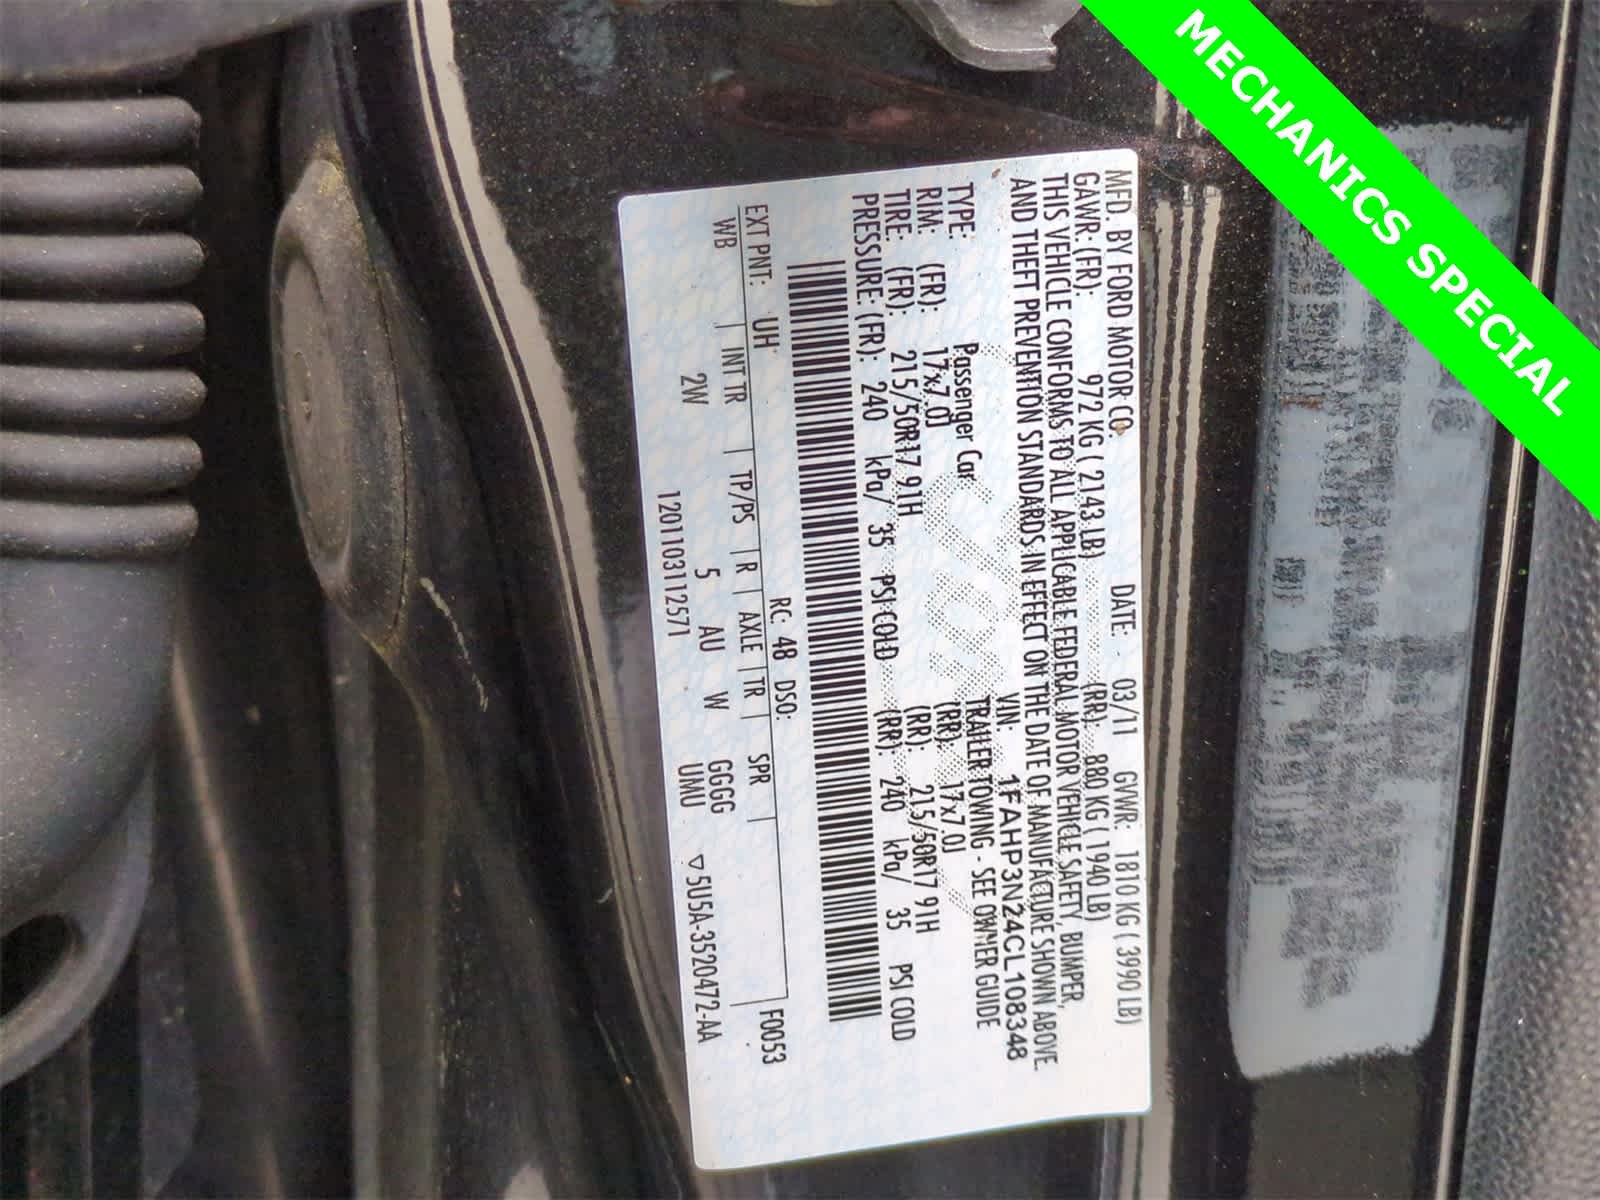 MECHANICS SPECIAL
MFD. BY FORD MOTOR CO.
DATE: 03/11 GVWR: 1810 KG ( 3990 LB)
GAWR: (FR): 972 KG ( 2143 LB) (RR): 880 KG ( 1940 LB)
THIS VEHICLE CONFORMS TO ALL APPLICABLE FEDERAL MOTOR VEHICLE SAFETY, BUMPER,
AND THEFT PREVENTION STANDARDS IN EFFECT ON THE DATE OF MANUFACTURE SHOWN ABOVE.
VIN: 1FAHP3N24CL108348
TYPE: Passenger Car TRAILER TOWING - SEE OWNER GUIDE
RIM: (FR): 17x7.0J (RR): 17x7.0J
TIRE: (FR): 215/50R17 91H (RR): 215/50R17 91H
PRESSURE: (FR): 240 kPa/ 35 PSI COLD (RR): 240 kPa/ 35 PSI COLD
RC: 48 DSO: F0053
EXT PNT: UH
WB INT TR TP/PS R AXLE TR SPR
2W 5 AU W GGGG
UMU
1201103112571 ▽5U5A-3520472-AA